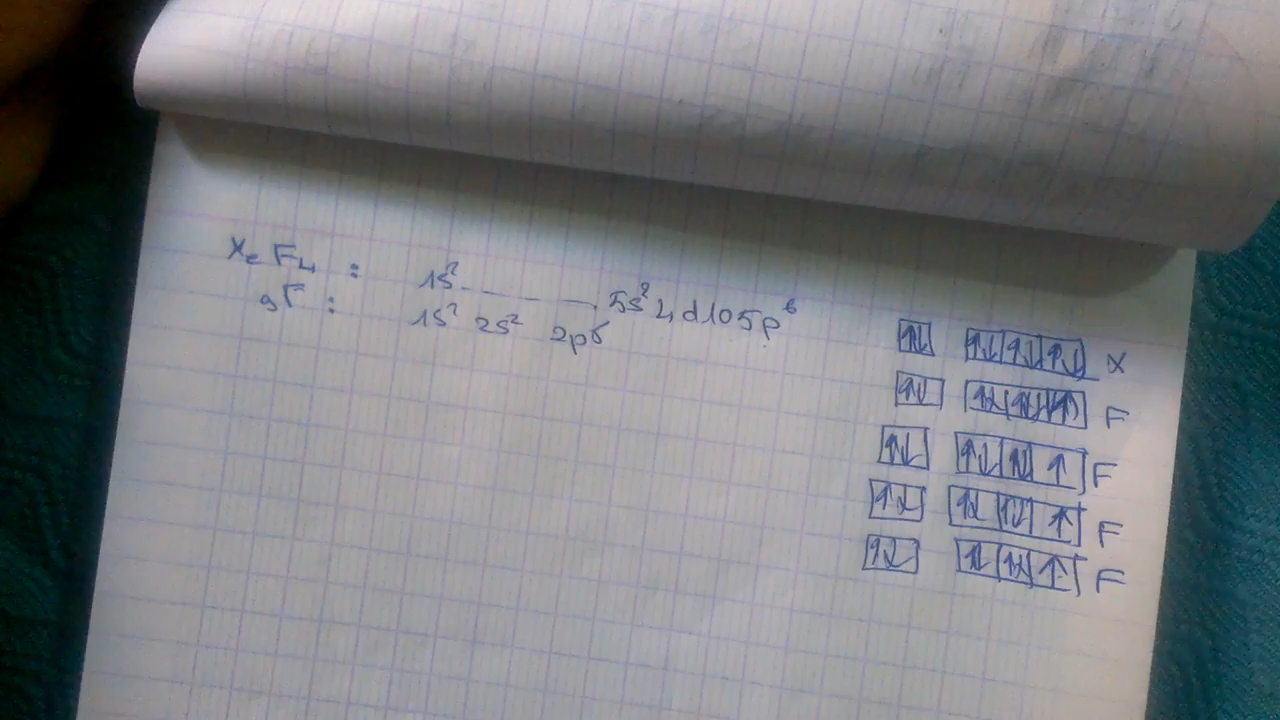 XeF₄ : 1s² - - - - - 5s² 4d10 5p⁶
₉F : 1s² 2s² 2p5
↑↓ ↑↓ ↑↓ ↑↓ X
↑↓ ↑↓ ↑↓ ↑ F
↑↓ ↑↓ ↑↓ ↑ F
↑↓ ↑↓ ↑↓ ↑ F
↑↓ ↑↓ ↑↓ ↑ F